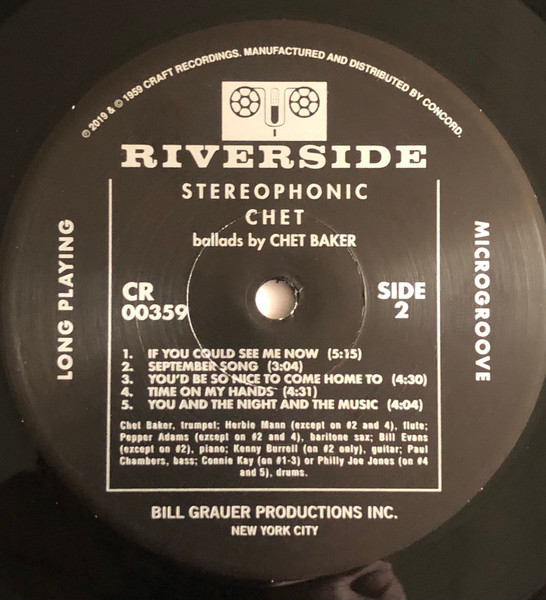 ℗ 2019 & © 1959 CRAFT RECORDINGS. MANUFACTURED AND DISTRIBUTED BY CONCORD.
RIVERSIDE
STEREOPHONIC
CHET
ballads by CHET BAKER
LONG PLAYING
MICROGROOVE
CR
00359
SIDE
2
1. IF YOU COULD SEE ME NOW (5:15)
2. SEPTEMBER SONG (3:04)
3. YOU'D BE SO NICE TO COME HOME TO (4:30)
4. TIME ON MY HANDS (4:31)
5. YOU AND THE NIGHT AND THE MUSIC (4:04)
Chet Baker, trumpet; Herbie Mann (except on #2 and 4), flute;
Pepper Adams (except on #2 and 4), baritone sax; Bill Evans
(except on #2), piano; Kenny Burrell (on #2 only), guitar; Paul
Chambers, bass; Connie Kay (on #1-3) or Philly Joe Jones (on #4
and 5), drums.
BILL GRAUER PRODUCTIONS INC.
NEW YORK CITY